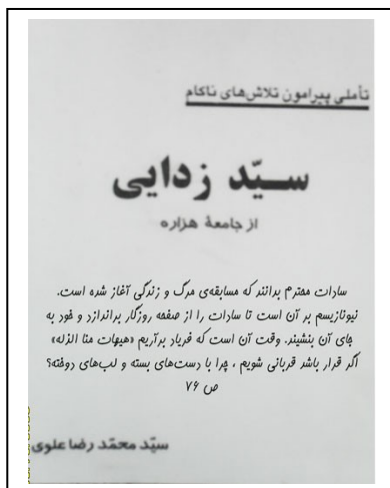 تأملی پیرامون تلاش‌های ناکام
سیّد زدایی
از جامعهٔ هزاره
سادات محترم بدانند که مسابقه‌ی مرگ و زندگی آغاز شده است.
نیونازیسم بر آن است تا سادات را از صفحه روزگار براندازد و خود به
جای آن بنشیند. وقت آن است که فریاد برآریم «هیهات منا الزله»
اگر قرار باشد قربانی شویم ، چرا با دست‌های بسته و لب‌های دوخته؟
ص ۷۶
سیّد محمّد رضا علوی